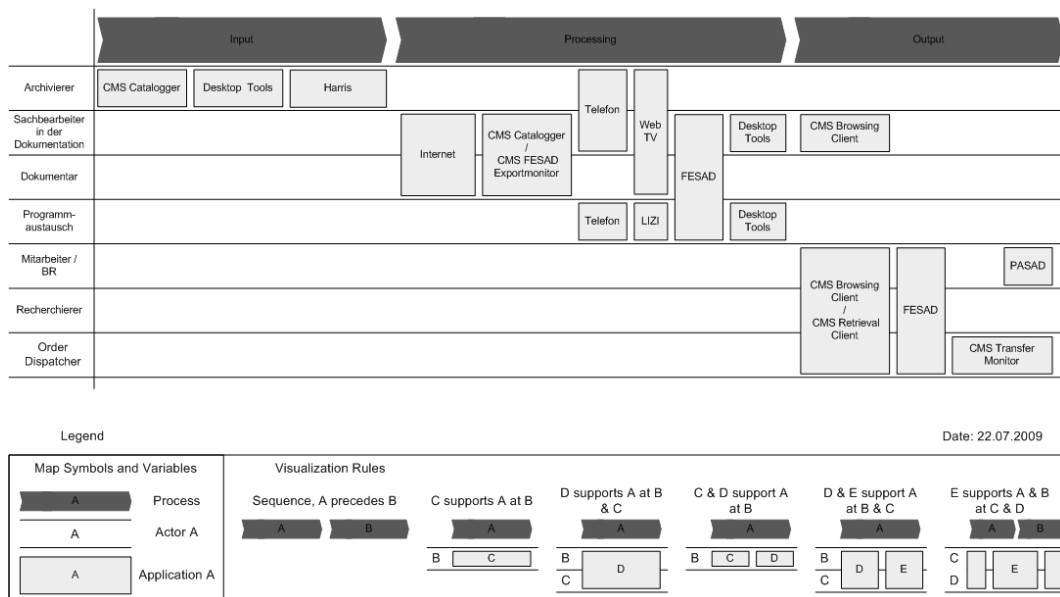 Input
Processing
Output
Archivierer
CMS Catalogger
Desktop Tools
Harris
Telefon
Web
TV
Sachbearbeiter
in der
Dokumentation
Internet
CMS Catalogger
/
CMS FESAD
Exportmonitor
FESAD
Desktop
Tools
CMS Browsing
Client
Dokumentar
Programm-
austausch
Telefon
LIZI
Desktop
Tools
Mitarbeiter /
BR
CMS Browsing
Client
/
CMS Retrieval
Client
FESAD
PASAD
Recherchierer
Order
Dispatcher
CMS Transfer
Monitor
Legend
Date: 22.07.2009
Map Symbols and Variables
A
Process
A
Actor A
A
Application A
Visualization Rules
Sequence, A precedes B
A
B
C supports A at B
A
B
C
D supports A at B
& C
A
B
C
D
C & D support A
at B
A
B
C
D
D & E support A
at B & C
A
B
C
D
E
E supports A & B
at C & D
A
B
C
D
E